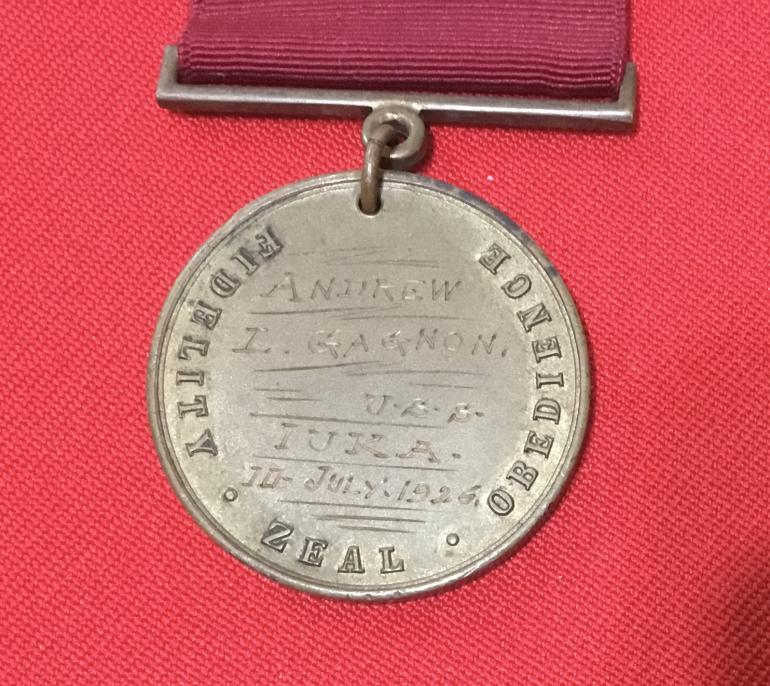 FIDELITY · ZEAL · OBEDIENCE
ANDREW
L. GAGNON.
U.S.S.
IUKA.
11- JULY.1926.